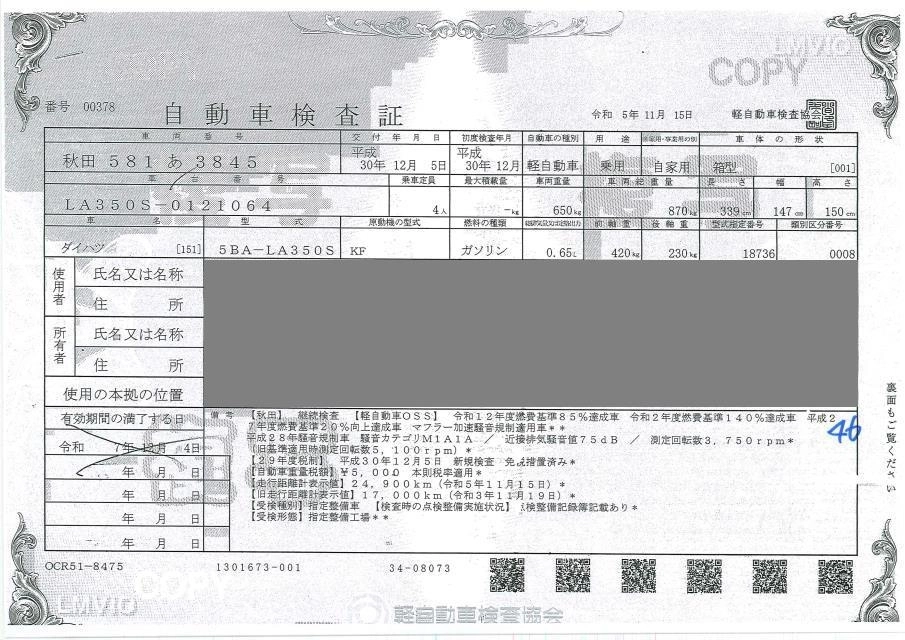 LMVIO
COPY
番号 00378
自動車検査証
令和 5年 11月 15日
軽自動車検査協会
車両番号 交付年月日 初度検査年月 自動車の種別 用途 自家用・事業用の別 車体の形状
秋田 581 あ 3845 平成 30年 12月 5日 平成 30年 12月 軽自動車 乗用 自家用 箱型 [001]
車台番号 乗車定員 最大積載量 車両重量 車両総重量 長さ 幅 高さ
LA350S-0121064 4人 -kg 650kg 870kg 339cm 147cm 150cm
車名 型式 原動機の型式 燃料の種類 総排気量又は定格出力 前軸重 後軸重 型式指定番号 類別区分番号
ダイハツ [151] 5BA-LA350S KF ガソリン 0.65L 420kg 230kg 18736 0008
使用者
氏名又は名称
住所
所有者
氏名又は名称
住所
使用の本拠の位置
裏面もご覧ください
有効期間の満了する日
令和 7年 12月 4日
年 月 日
年 月 日
年 月 日
年 月 日
備考 【秋田】 継続検査 【軽自動車OSS】 令和12年度燃費基準85%達成車 令和2年度燃費基準140%達成車 平成2
7年度燃費基準20%向上達成車 マフラー加速騒音規制適用車**
46
平成28年騒音規制車 騒音カテゴリM1A1A / 近接排気騒音値75dB / 測定回転数3,750rpm*
(旧基準適用時測定回転数5,100rpm)*
【29年度税制】 平成30年12月5日 新規検査 免税措置済み*
【自動車重量税額】¥5,000 本則税率適用*
【走行距離計表示値】24,900km(令和5年11月15日)*
【旧走行距離計表示値】17,000km(令和3年11月19日)*
【受検種別】指定整備車 【検査時の点検整備実施状況】点検整備記録簿記載あり*
【受検形態】指定整備工場**
OCR51-8475 1301673-001 34-08073
COPY
LMVIO
軽自動車検査協会